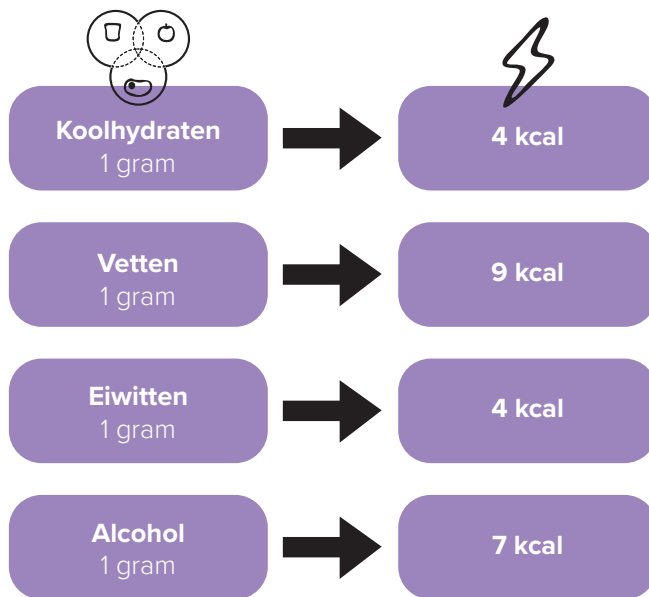 Koolhydraten
1 gram
4 kcal
Vetten
1 gram
9 kcal
Eiwitten
1 gram
4 kcal
Alcohol
1 gram
7 kcal